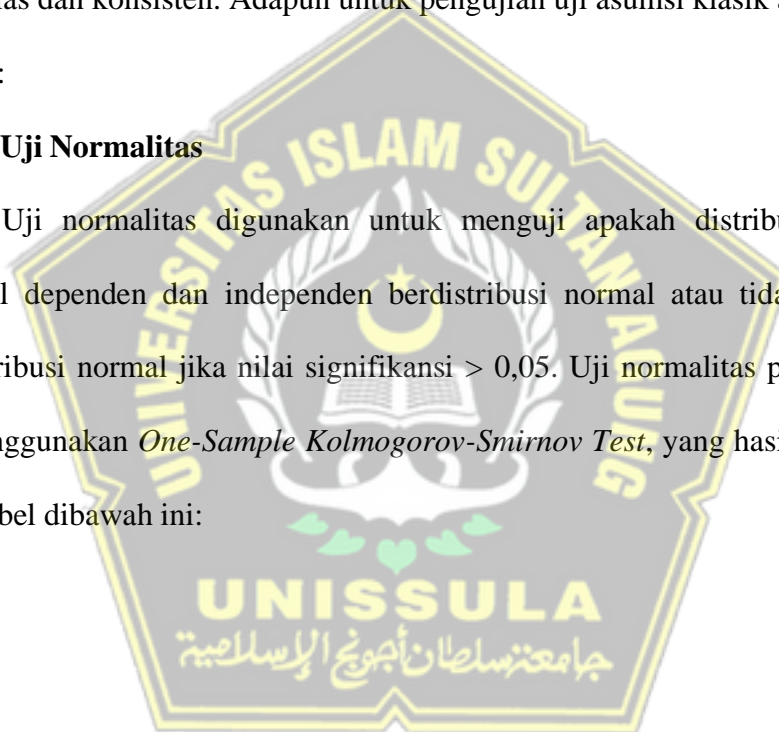 as dan konsisten. Adapun untuk pengujian uji asumsi klasik
:
Uji Normalitas
Uji normalitas digunakan untuk menguji apakah distribu
l dependen dan independen berdistribusi normal atau tida
ribusi normal jika nilai signifikansi > 0,05. Uji normalitas p
nggunakan One-Sample Kolmogorov-Smirnov Test, yang hasi
bel dibawah ini:
UNIVERSITAS ISLAM SULTAN AGUNG
UNISSULA
جامعة سلطان أجونج الإسلامية